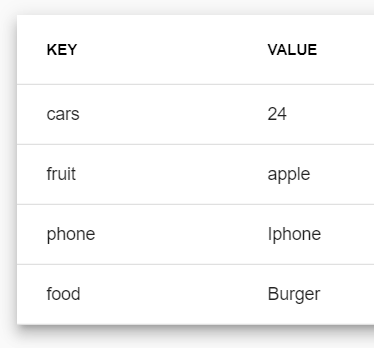 KEY VALUE
cars 24
fruit apple
phone Iphone
food Burger